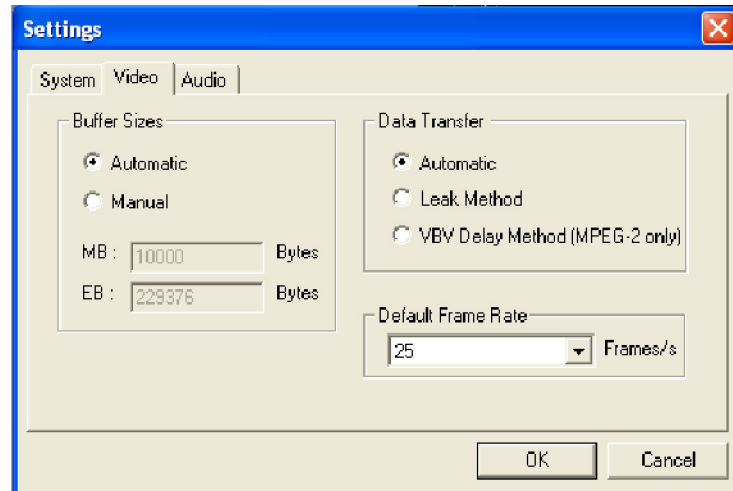 Settings
System Video Audio
Buffer Sizes
Automatic
Manual
MB : 10000 Bytes
EB : 229376 Bytes
Data Transfer
Automatic
Leak Method
VBV Delay Method (MPEG-2 only)
Default Frame Rate
25 Frames/s
OK Cancel